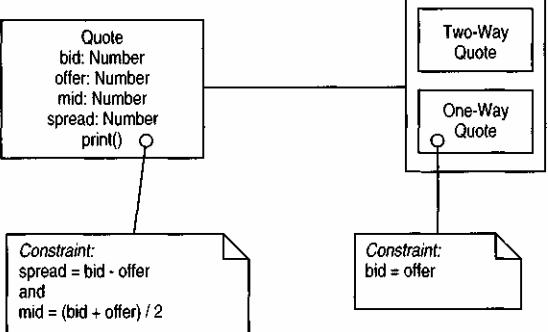 Quote
bid: Number
offer: Number
mid: Number
spread: Number
print()
Two-Way
Quote
One-Way
Quote
Constraint:
spread = bid - offer
and
mid = (bid + offer) / 2
Constraint:
bid = offer